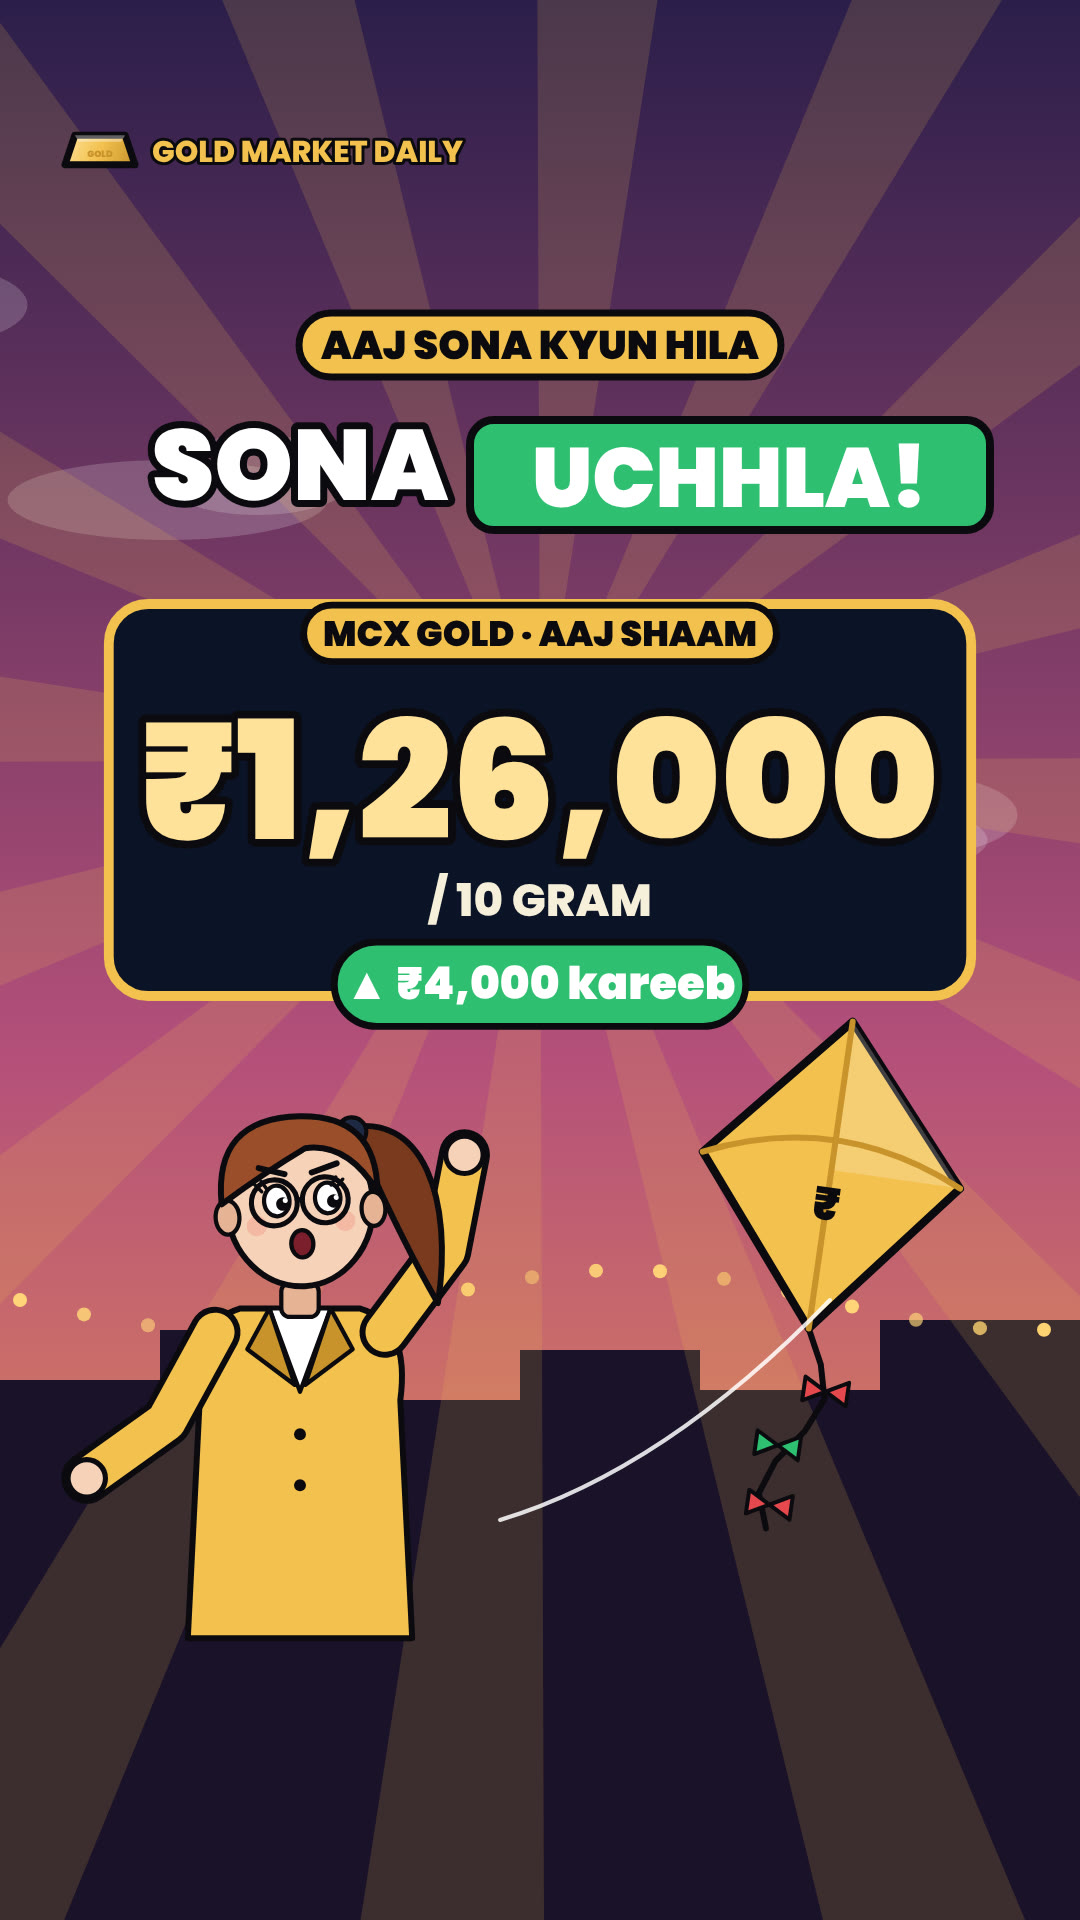 GOLD
GOLD MARKET DAILY
AAJ SONA KYUN HILA
SONA UCHHLA!
MCX GOLD • AAJ SHAAM
₹1,26,000
/ 10 GRAM
▲ ₹4,000 kareeb
₹